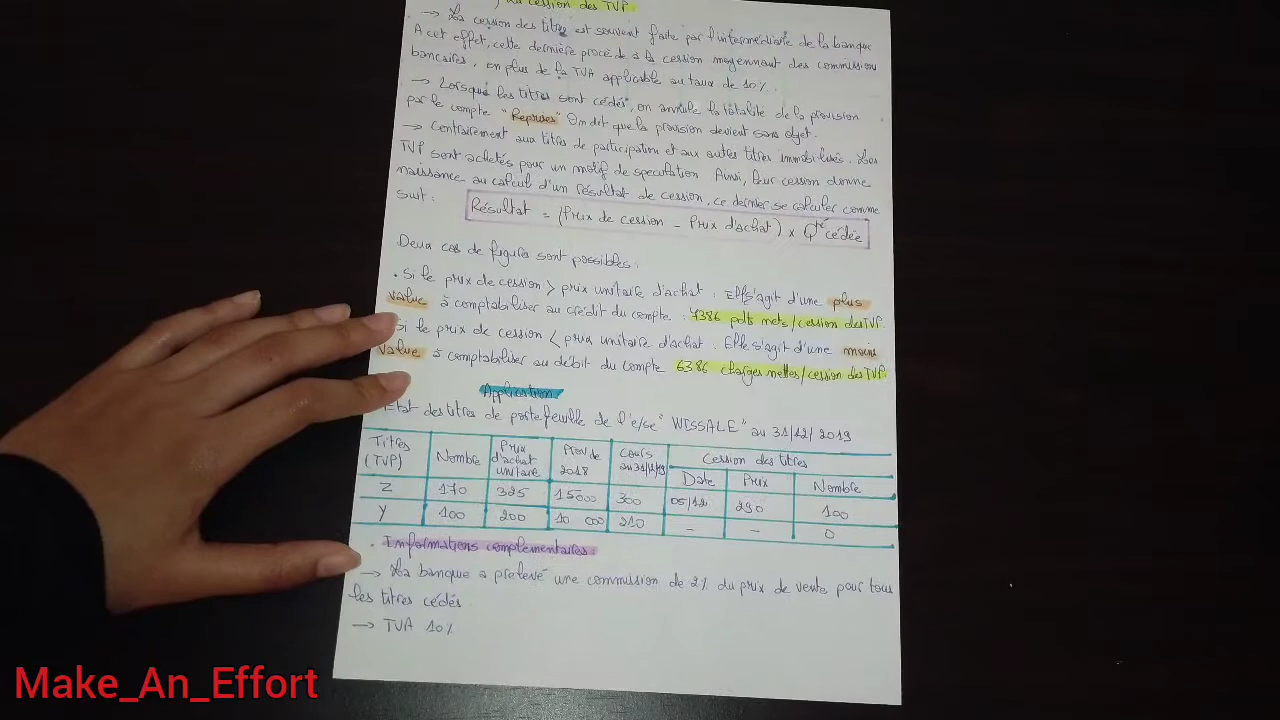 ) La cession des TVP.
→ La cession des titres est souvent faite par l'intermédiaire de la banque
A cet effet, cette dernière procède à la cession moyennant des commissions
bancaires, en plus de la TVA applicable au taux de 10%.
→ Lorsque les titres sont cédés, on annule la totalité de la provision
par le compte "Reprises" On dit que la provision devient sans objet.
→ Contrairement aux titres de participation et aux autres titres immobilisés. Les
TVP sont achetés pour un motif de speculation Ainsi, leur cession donne
naissance au calcul d'un résultat de cession, ce dernier se calculer comme
suit:
Résultat = (Prix de cession - Prix d'achat) x Qté cédée
Deux cas de figures sont possibles:
• Si le prix de cession > prix unitaire d'achat : Elle s'agit d'une plus
value à comptabiliser au crédit du compte : 7386 pdts nets/cession des TVP.
Si le prix de cession < prix unitaire d'achat. Elle s'agit d'une moins
value à comptabiliser au débit du compte 6386 charges nettes/cession des TVP
Application
Etat des titres de portefeuille de l'e/se "WISSALE" au 31/12/2019
Titres (TVP) Nombre Prix d'achat unitaire Prov de 2018 Cours au 31/12/19 Cession des titres
Date Prix Nombre
Z 170 325 15000 300 05/12 290 100
Y 100 200 10 000 210 - - 0
• Informations complementaires:
→ La banque a prélevé une commission de 2% du prix de vente pour tous
les titres cédés
→ TVA 10%
Make_An_Effort